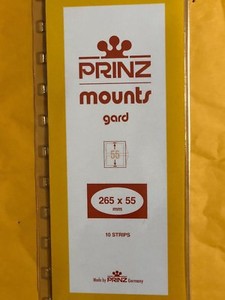 PRINZ
mounts
gard
55
265 x 55
mm
10 STRIPS
Made by PRINZ Germany